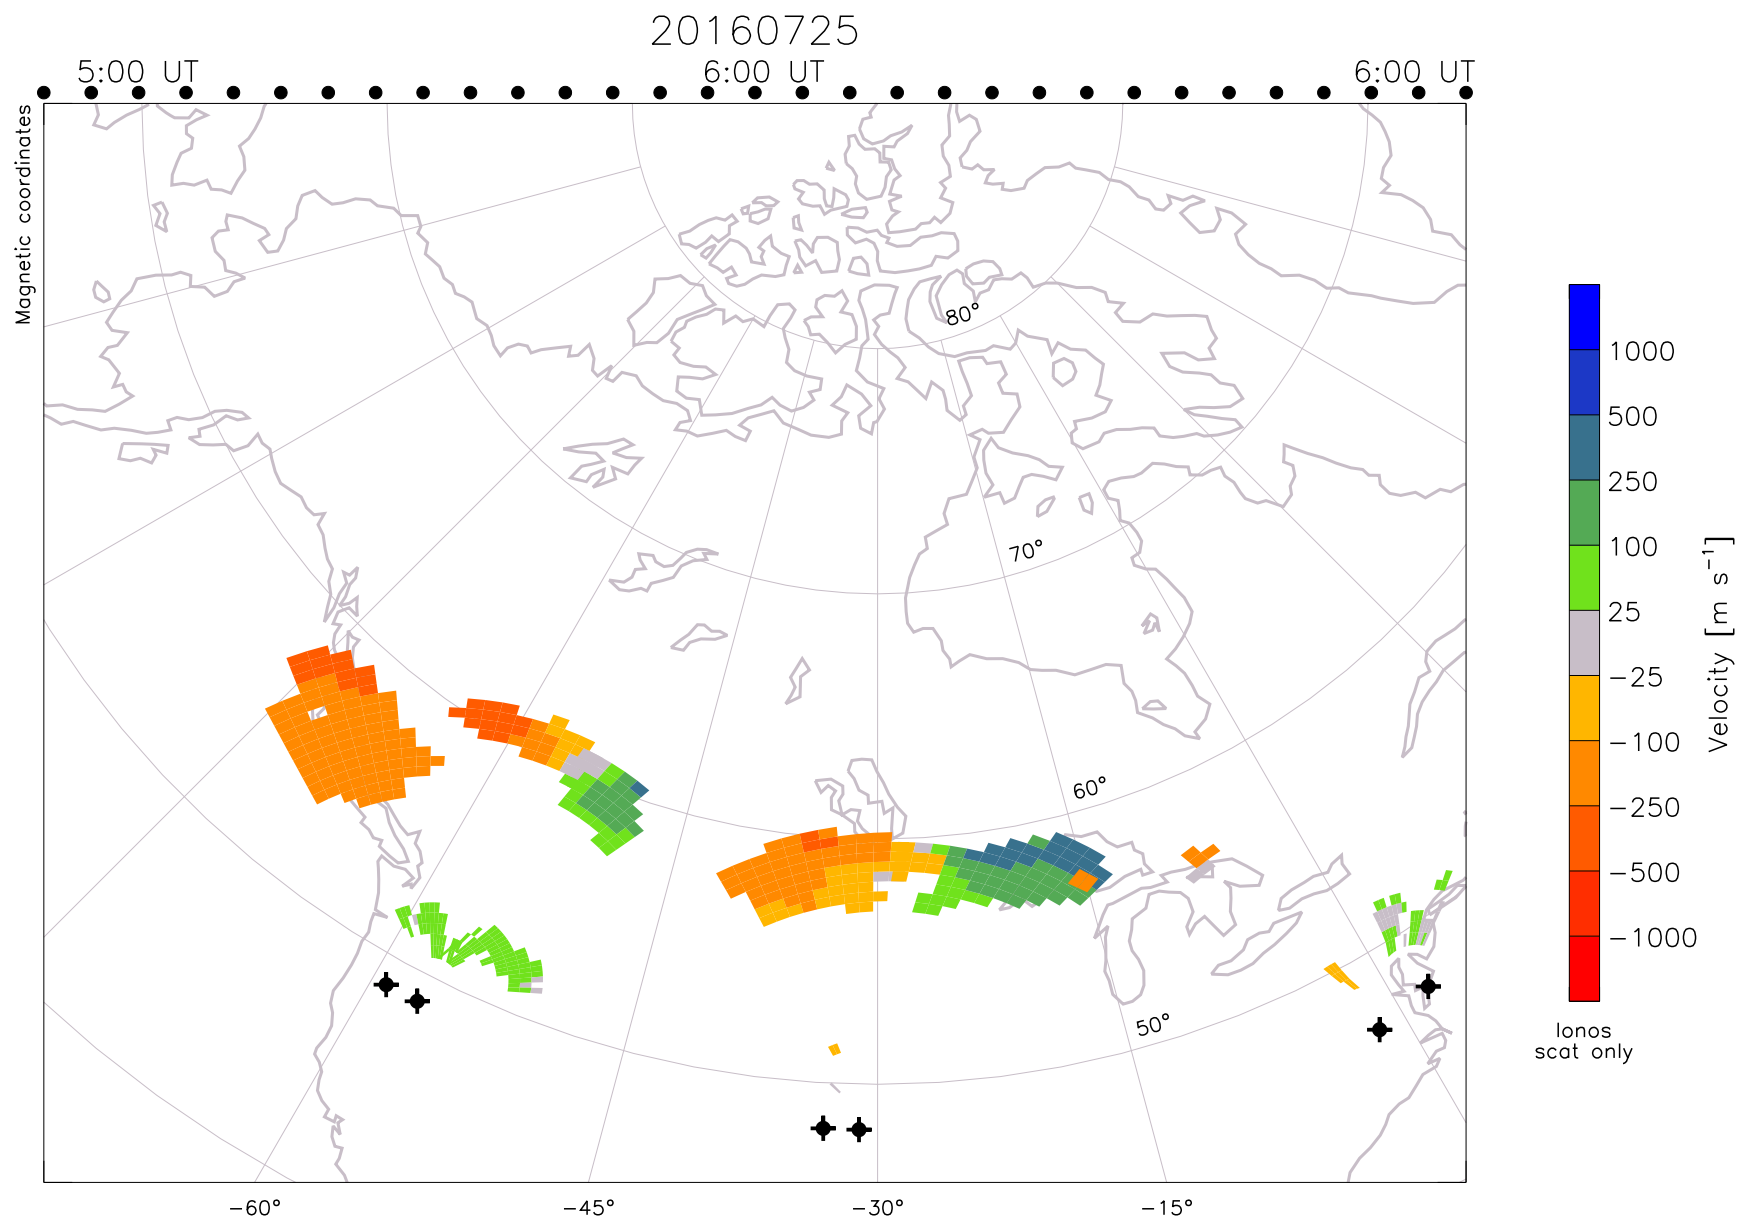 20160725
5:00 UT
6:00 UT
6:00 UT
Magnetic coordinates
80°
70°
60°
50°
−60°
−45°
−30°
−15°
1000
500
250
100
25
−25
−100
−250
−500
−1000
Velocity [m s⁻¹]
Ionos
scat only